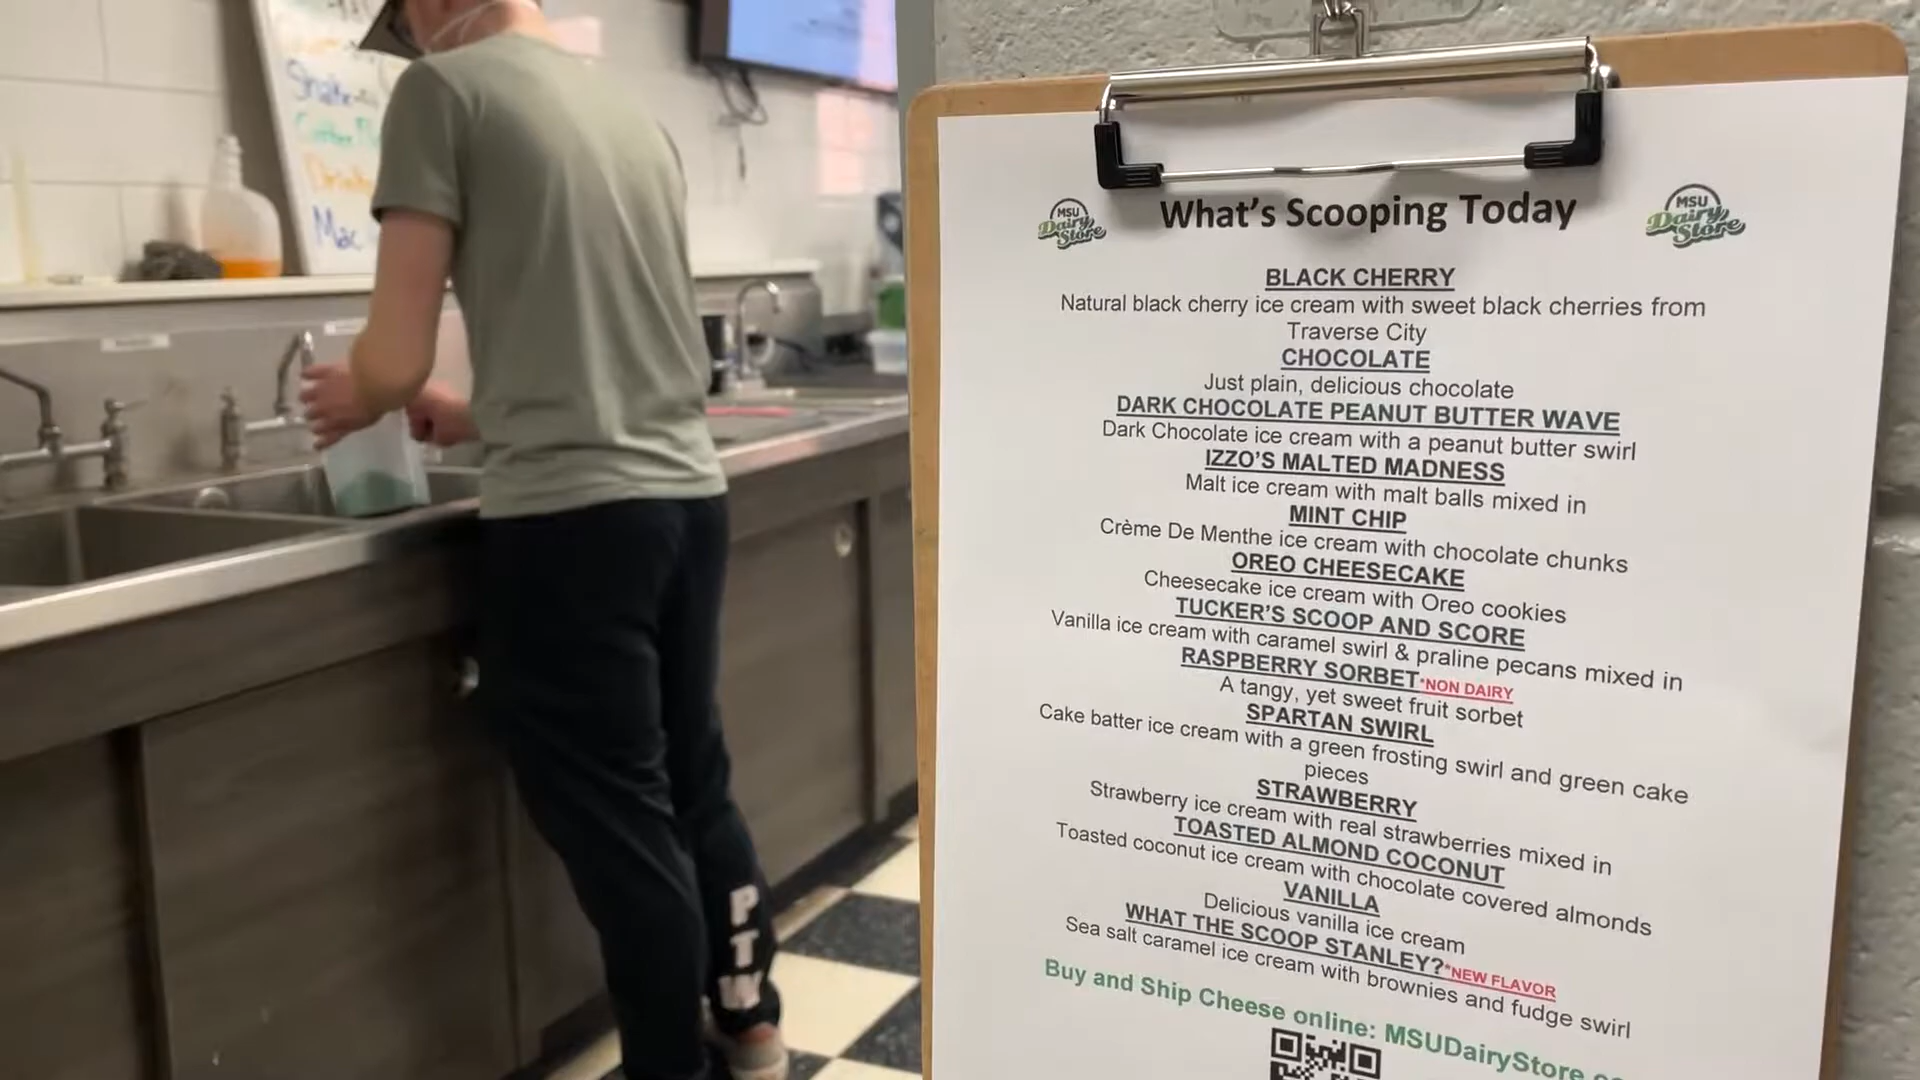 Shake
Coffee
Drink
Mac
P
T
W
MSU
Dairy
Store
What's Scooping Today
MSU
Dairy
Store
BLACK CHERRY
Natural black cherry ice cream with sweet black cherries from
Traverse City
CHOCOLATE
Just plain, delicious chocolate
DARK CHOCOLATE PEANUT BUTTER WAVE
Dark Chocolate ice cream with a peanut butter swirl
IZZO'S MALTED MADNESS
Malt ice cream with malt balls mixed in
MINT CHIP
Crème De Menthe ice cream with chocolate chunks
OREO CHEESECAKE
Cheesecake ice cream with Oreo cookies
TUCKER'S SCOOP AND SCORE
Vanilla ice cream with caramel swirl & praline pecans mixed in
RASPBERRY SORBET*NON DAIRY
A tangy, yet sweet fruit sorbet
SPARTAN SWIRL
Cake batter ice cream with a green frosting swirl and green cake
pieces
STRAWBERRY
Strawberry ice cream with real strawberries mixed in
TOASTED ALMOND COCONUT
Toasted coconut ice cream with chocolate covered almonds
VANILLA
Delicious vanilla ice cream
WHAT THE SCOOP STANLEY?*NEW FLAVOR
Sea salt caramel ice cream with brownies and fudge swirl
Buy and Ship Cheese online: MSUDairyStore.co